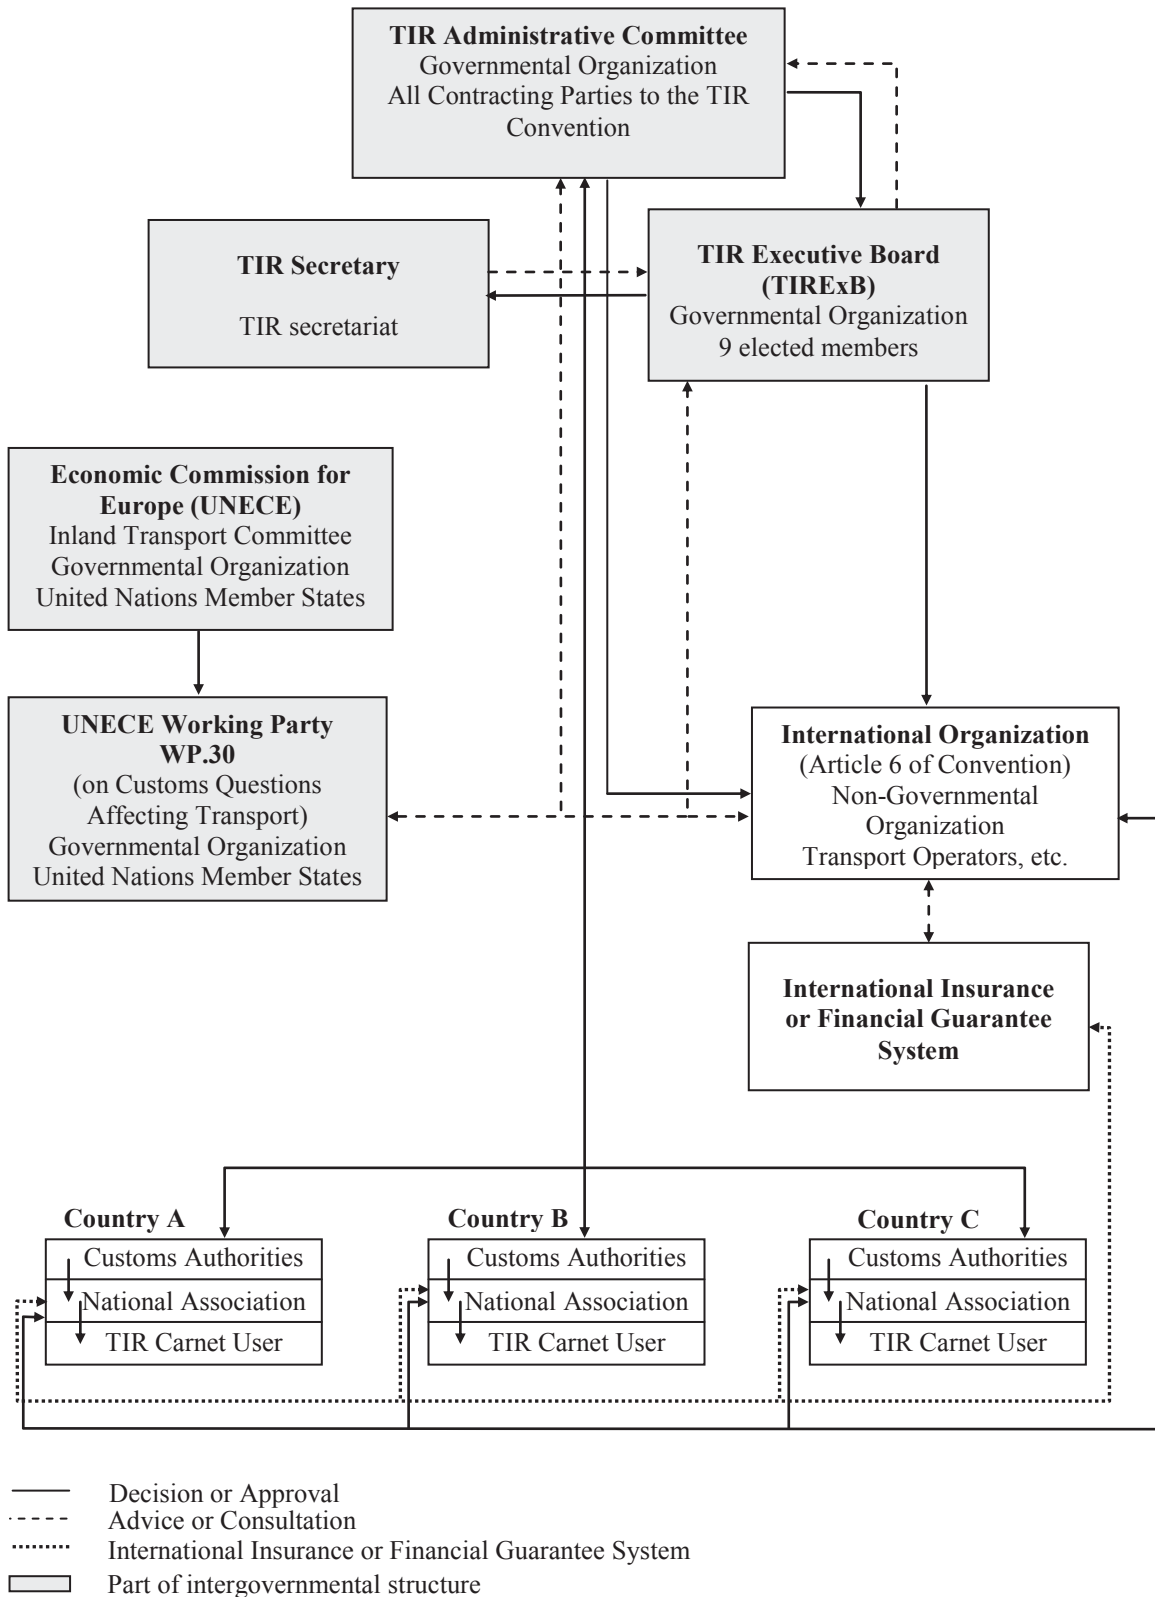 TIR Administrative Committee
Governmental Organization
All Contracting Parties to the TIR
Convention
TIR Secretary
TIR secretariat
TIR Executive Board
(TIRExB)
Governmental Organization
9 elected members
Economic Commission for
Europe (UNECE)
Inland Transport Committee
Governmental Organization
United Nations Member States
UNECE Working Party
WP.30
(on Customs Questions
Affecting Transport)
Governmental Organization
United Nations Member States
International Organization
(Article 6 of Convention)
Non-Governmental
Organization
Transport Operators, etc.
International Insurance
or Financial Guarantee
System
Country A
Customs Authorities
National Association
TIR Carnet User
Country B
Customs Authorities
National Association
TIR Carnet User
Country C
Customs Authorities
National Association
TIR Carnet User
Decision or Approval
Advice or Consultation
International Insurance or Financial Guarantee System
Part of intergovernmental structure